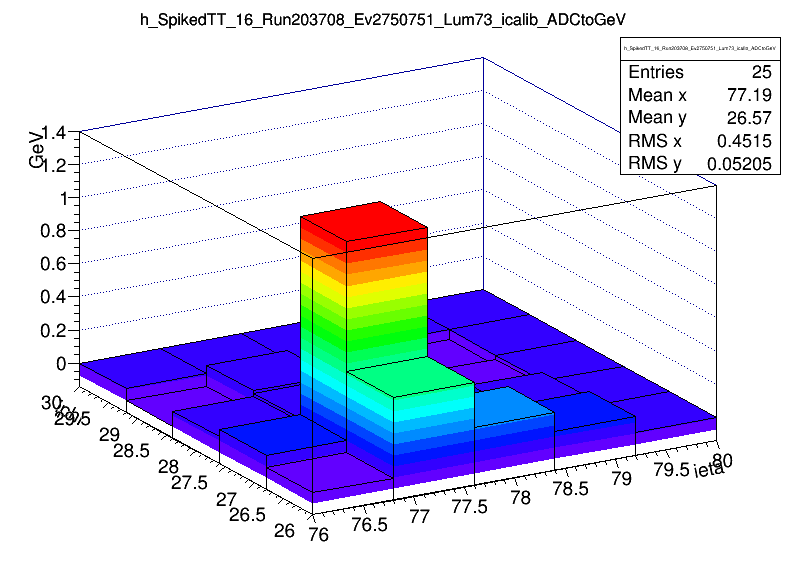 h_SpikedTT_16_Run203708_Ev2750751_Lum73_icalib_ADCtoGeV
h_SpikedTT_16_Run203708_Ev2750751_Lum73_icalib_ADCtoGeV
Entries 25
Mean x 77.19
Mean y 26.57
RMS x 0.4515
RMS y 0.05205
GeV
1.4
1.2
1
0.8
0.6
0.4
0.2
0
30
29.5
29
28.5
28
27.5
27
26.5
26
76
76.5
77
77.5
78
78.5
79
79.5
80
ieta